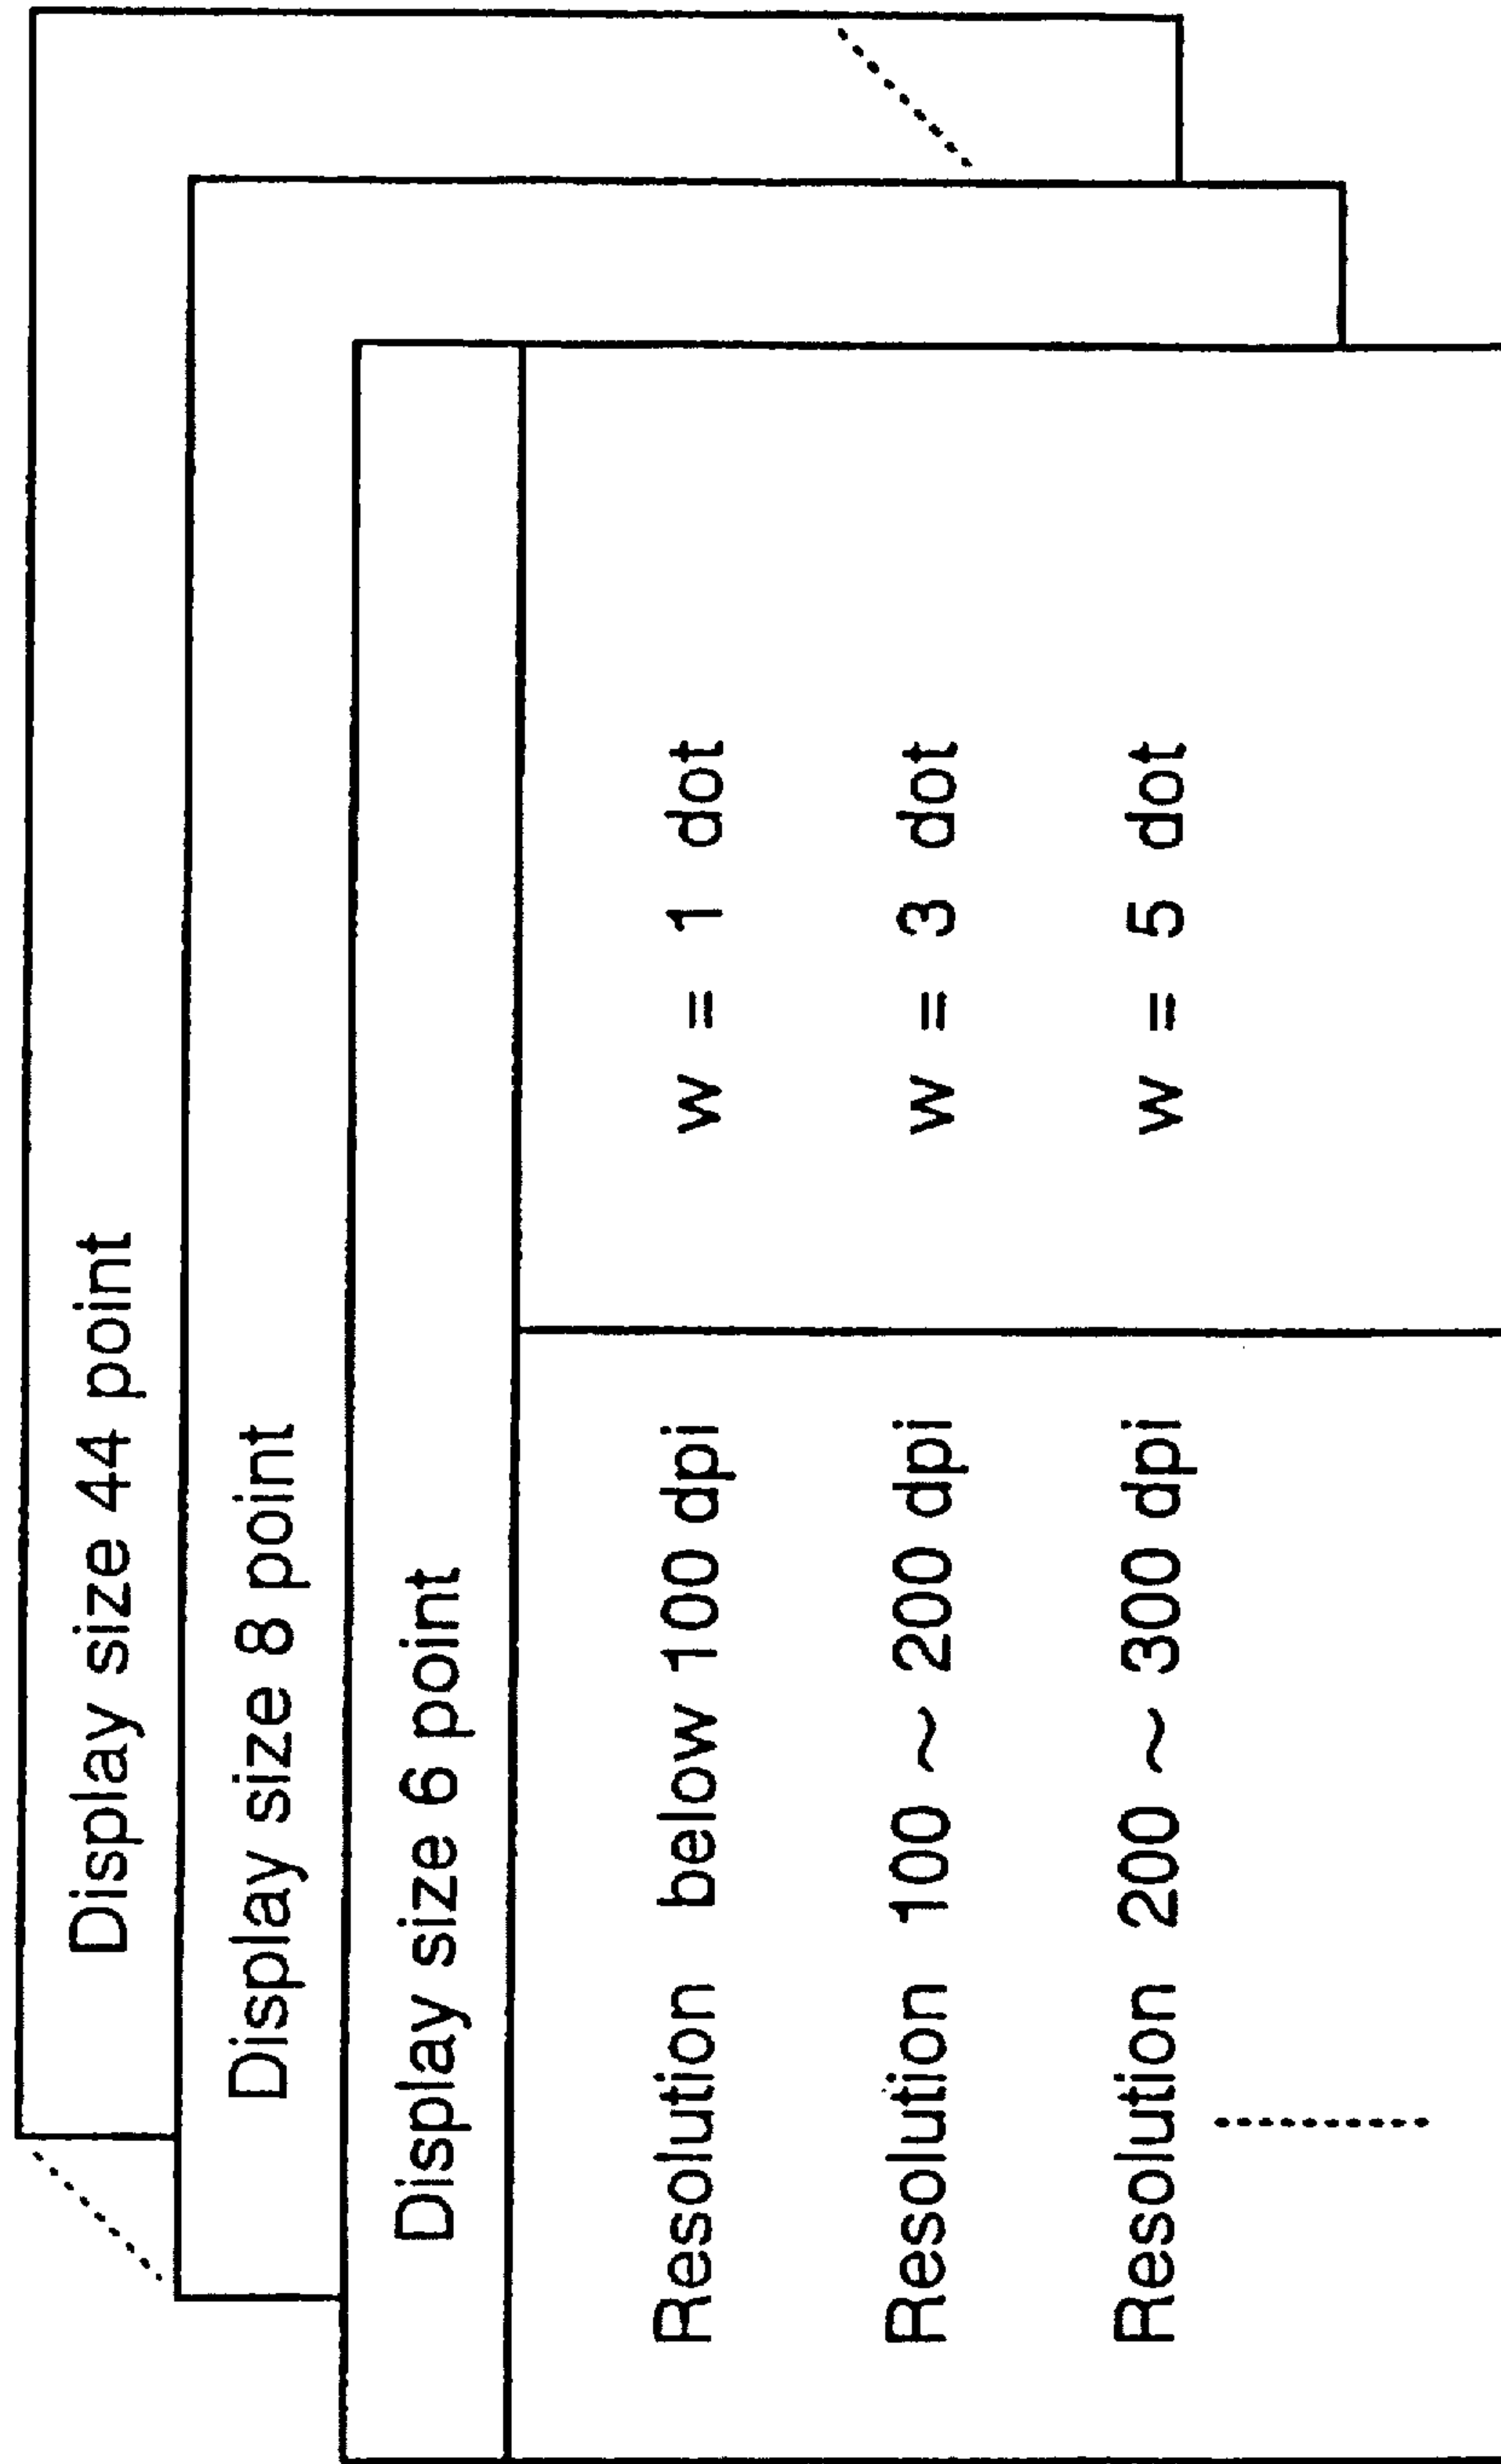 Display size 44 point
Display size 8 point
Display size 6 point
Resolution below 100 dpi w = 1 dot
Resolution 100 ~ 200 dpi w = 3 dot
Resolution 200 ~ 300 dpi w = 5 dot